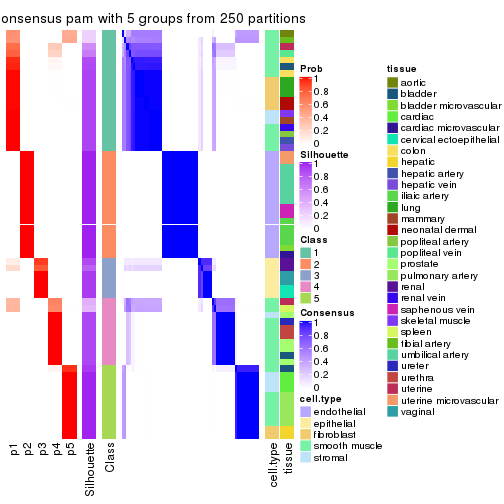 onsensus pam with 5 groups from 250 partitions
p1
p2
p3
p4
p5
Silhouette
Class
cell.type
tissue
Prob
1
0.8
0.6
0.4
0.2
0
Silhouette
1
0.8
0.6
0.4
0.2
0
Class
1
2
3
4
5
Consensus
1
0.8
0.6
0.4
0.2
0
cell.type
endothelial
epithelial
fibroblast
smooth muscle
stromal
tissue
aortic
bladder
bladder microvascular
cardiac
cardiac microvascular
cervical ectoepithelial
colon
hepatic
hepatic artery
hepatic vein
iliaic artery
lung
mammary
neonatal dermal
popliteal artery
popliteal vein
prostate
pulmonary artery
renal
renal vein
saphenous vein
skeletal muscle
spleen
tibial artery
umbilical artery
ureter
urethra
uterine
uterine microvascular
vaginal